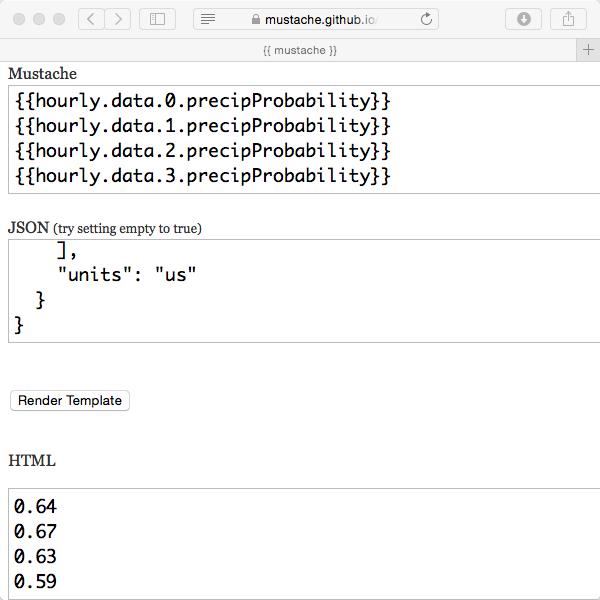 mustache.github.io/
{{ mustache }}
Mustache
{{hourly.data.0.precipProbability}}
{{hourly.data.1.precipProbability}}
{{hourly.data.2.precipProbability}}
{{hourly.data.3.precipProbability}}
JSON (try setting empty to true)
],
"units": "us"
}
}
Render Template
HTML
0.64
0.67
0.63
0.59